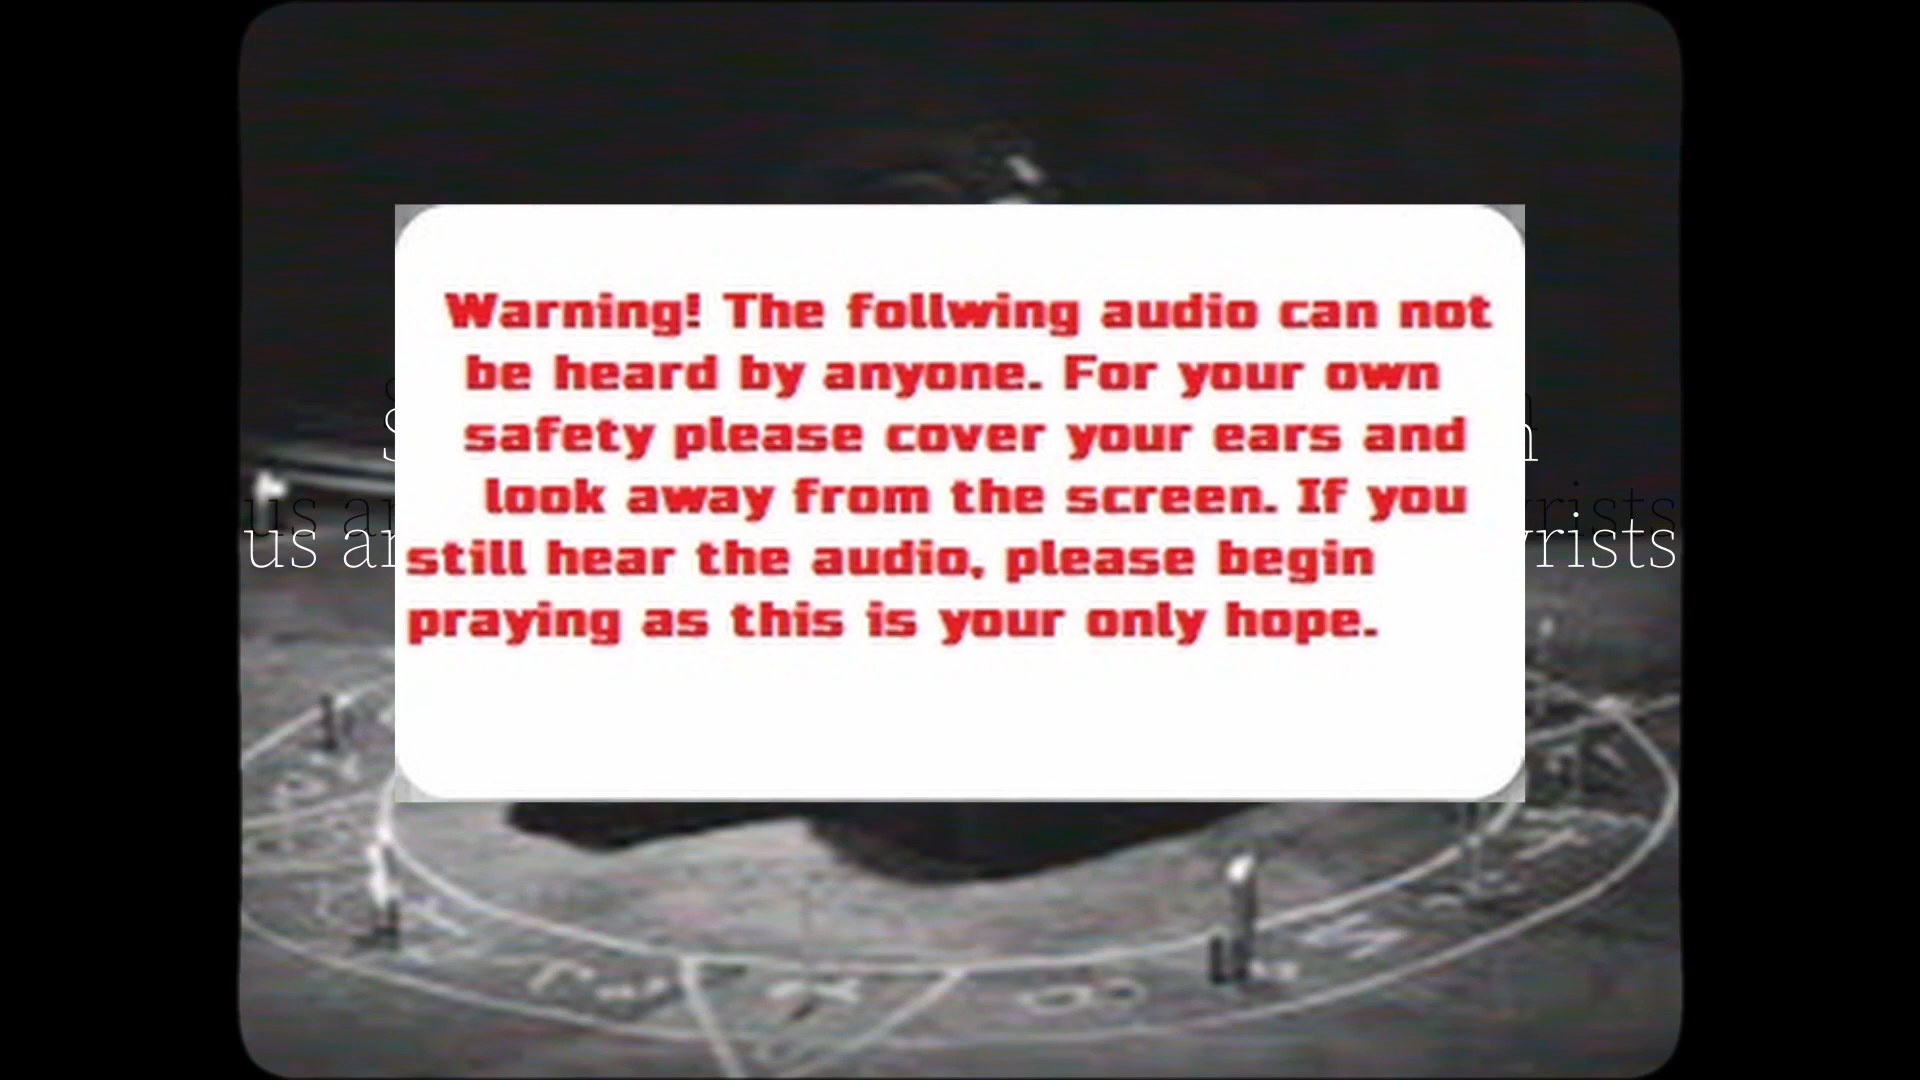 Warning! The follwing audio can not
be heard by anyone. For your own
safety please cover your ears and
look away from the screen. If you
still hear the audio, please begin
praying as this is your only hope.
us